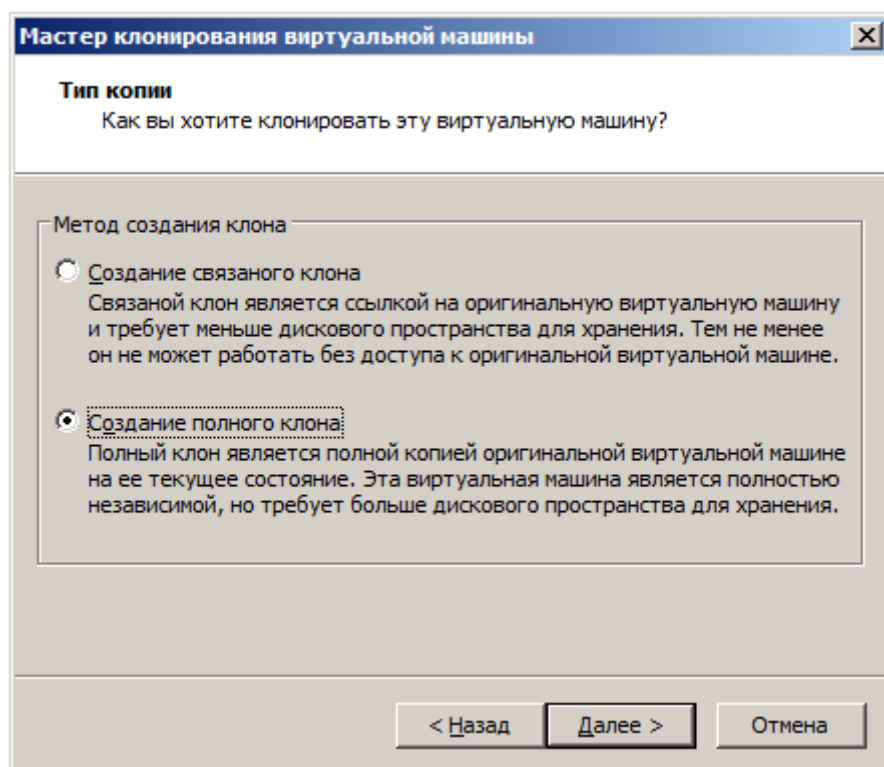 Мастер клонирования виртуальной машины
Тип копии
Как вы хотите клонировать эту виртуальную машину?
Метод создания клона
Создание связаного клона
Связаной клон является ссылкой на оригинальную виртуальную машину
и требует меньше дискового пространства для хранения. Тем не менее
он не может работать без доступа к оригинальной виртуальной машине.
Создание полного клона
Полный клон является полной копией оригинальной виртуальной машине
на ее текущее состояние. Эта виртуальная машина является полностью
независимой, но требует больше дискового пространства для хранения.
< Назад
Далее >
Отмена